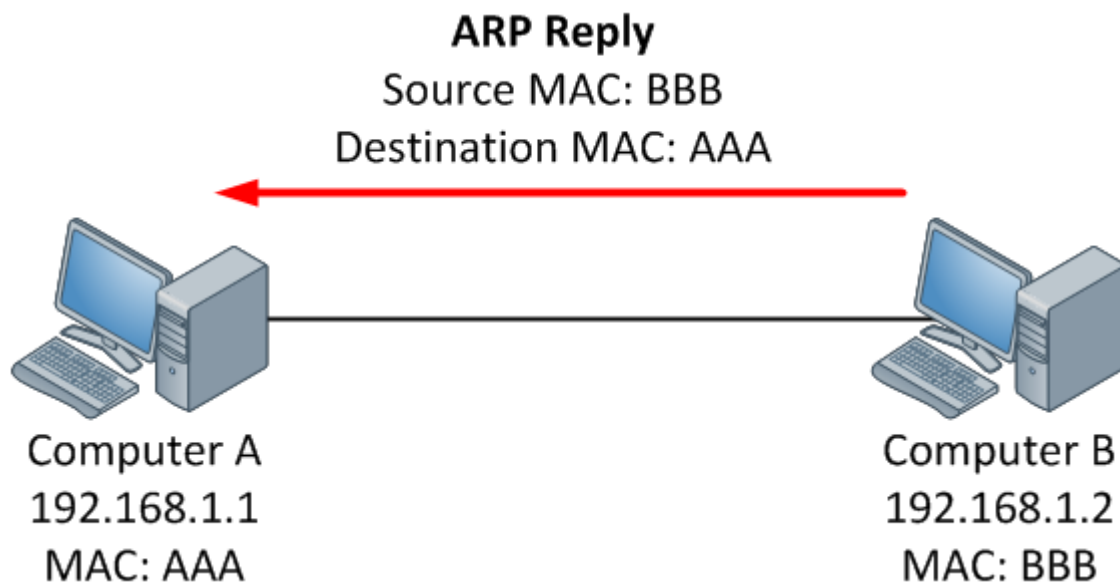 ARP Reply
Source MAC: BBB
Destination MAC: AAA
Computer A
192.168.1.1
MAC: AAA
Computer B
192.168.1.2
MAC: BBB